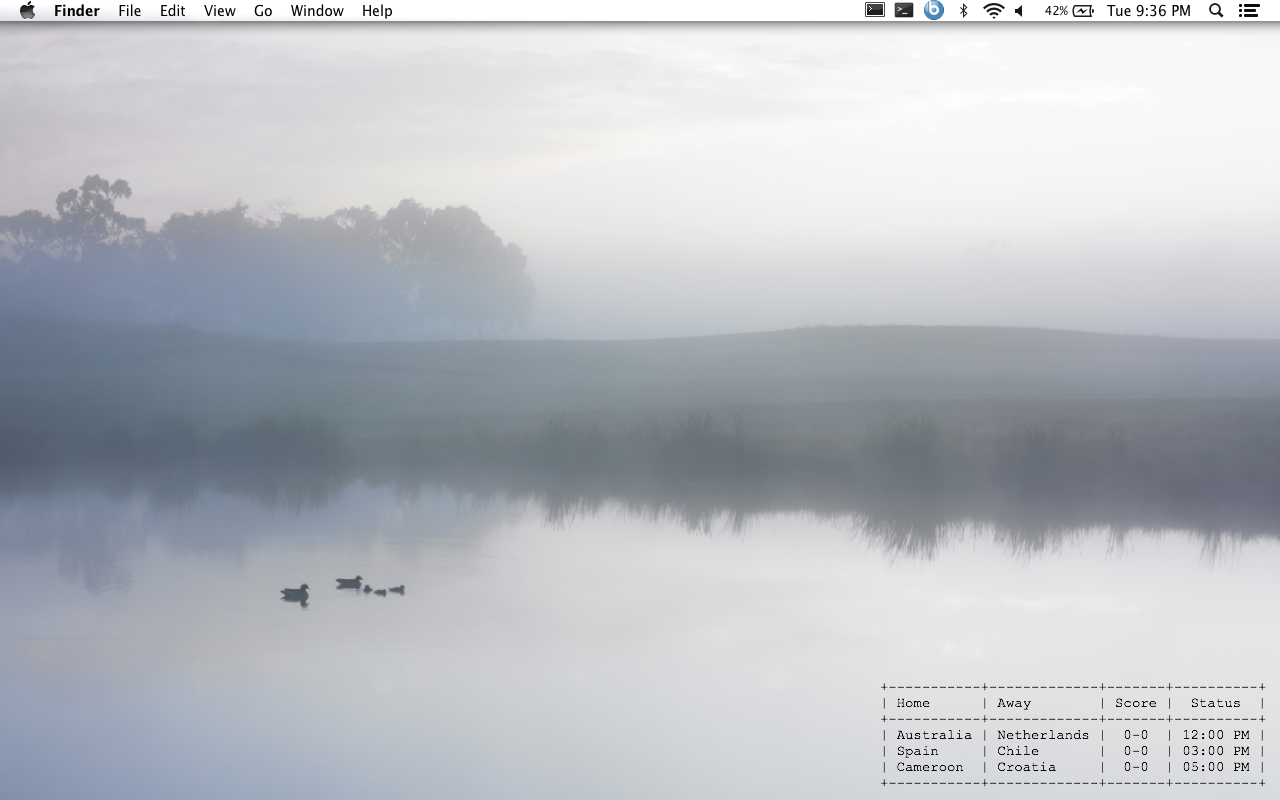 Finder File Edit View Go Window Help 42% Tue 9:36 PM
+-----------+-------------+-------+----------+
| Home      | Away        | Score |  Status  |
+-----------+-------------+-------+----------+
| Australia | Netherlands |  0-0  | 12:00 PM |
| Spain     | Chile       |  0-0  | 03:00 PM |
| Cameroon  | Croatia     |  0-0  | 05:00 PM |
+-----------+-------------+-------+----------+